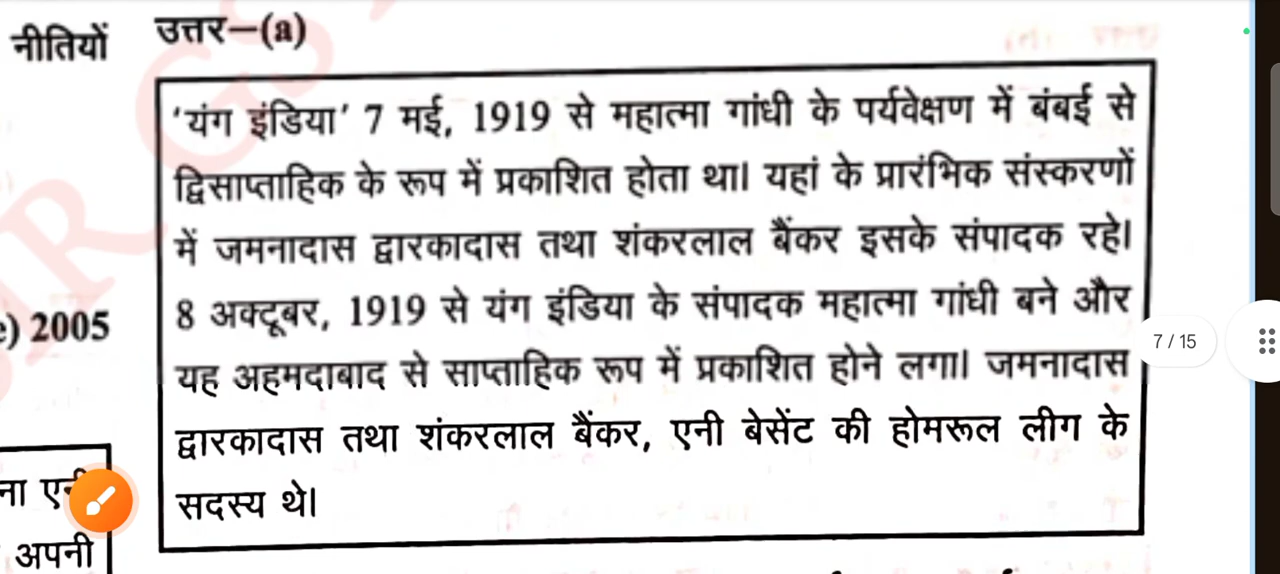 नीतियों
उत्तर–(a)
'यंग इंडिया' 7 मई, 1919 से महात्मा गांधी के पर्यवेक्षण में बंबई से
द्विसाप्ताहिक के रूप में प्रकाशित होता था। यहां के प्रारंभिक संस्करणों
में जमनादास द्वारकादास तथा शंकरलाल बैंकर इसके संपादक रहे।
8 अक्टूबर, 1919 से यंग इंडिया के संपादक महात्मा गांधी बने और
यह अहमदाबाद से साप्ताहिक रूप में प्रकाशित होने लगा। जमनादास
द्वारकादास तथा शंकरलाल बैंकर, एनी बेसेंट की होमरूल लीग के
सदस्य थे।
) 2005
अपनी
7 / 15